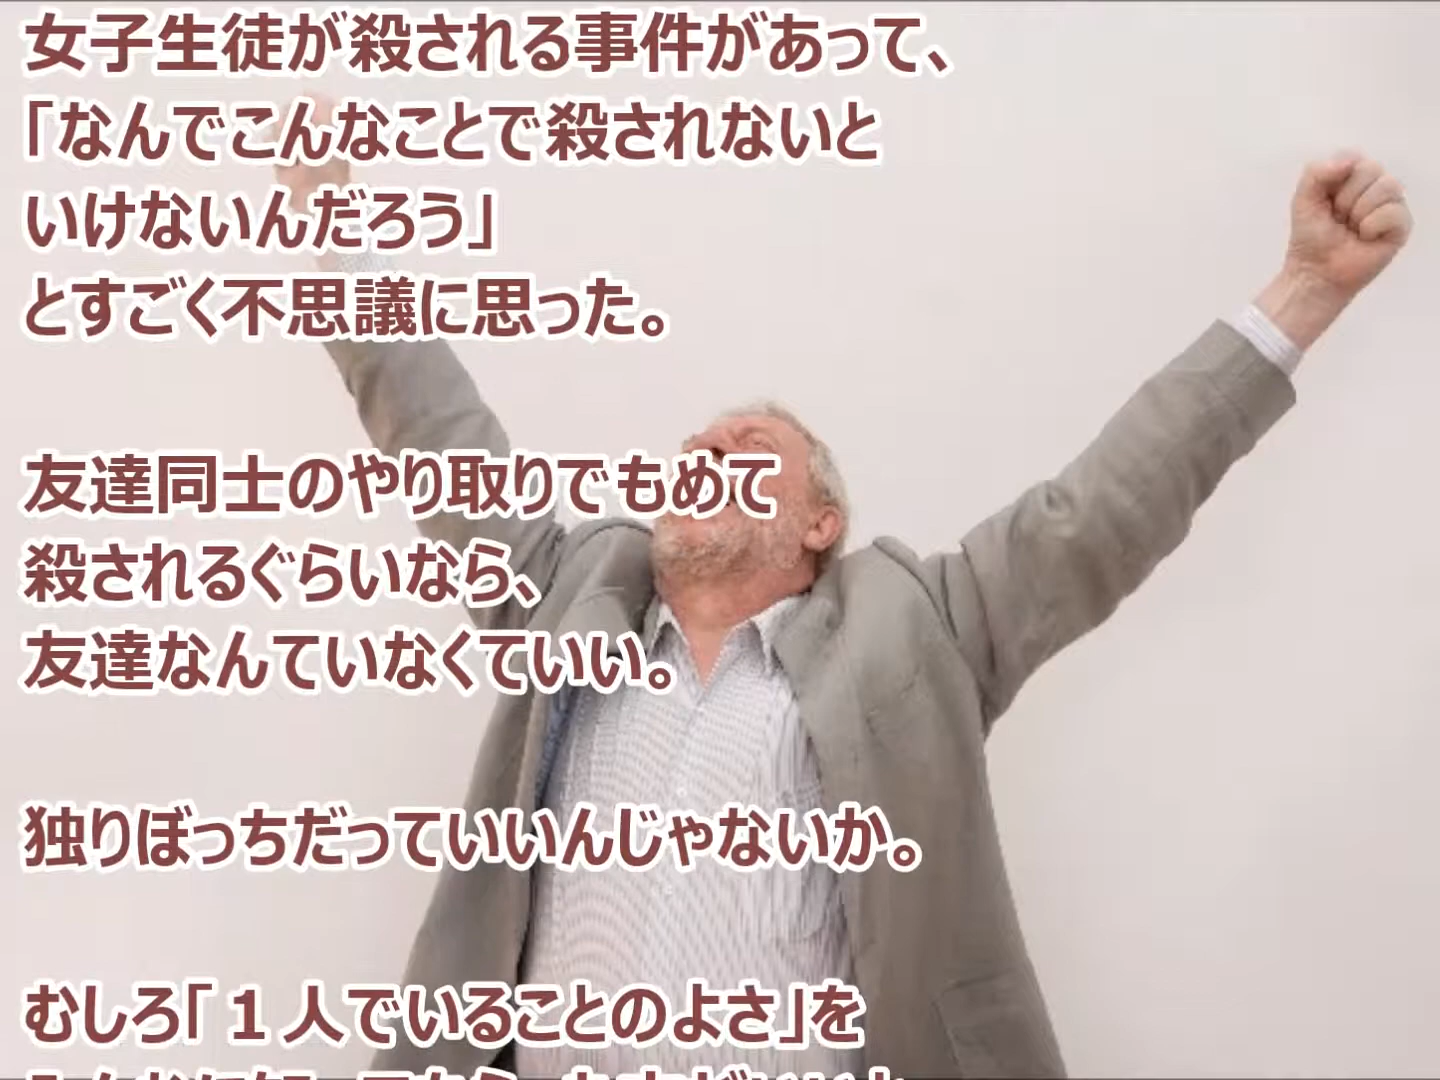 女子生徒が殺される事件があって、
「なんでこんなことで殺されないと
いけないんだろう」
とすごく不思議に思った。
友達同士のやり取りでもめて
殺されるぐらいなら、
友達なんていなくていい。
独りぼっちだっていいんじゃないか。
むしろ「１人でいることのよさ」を